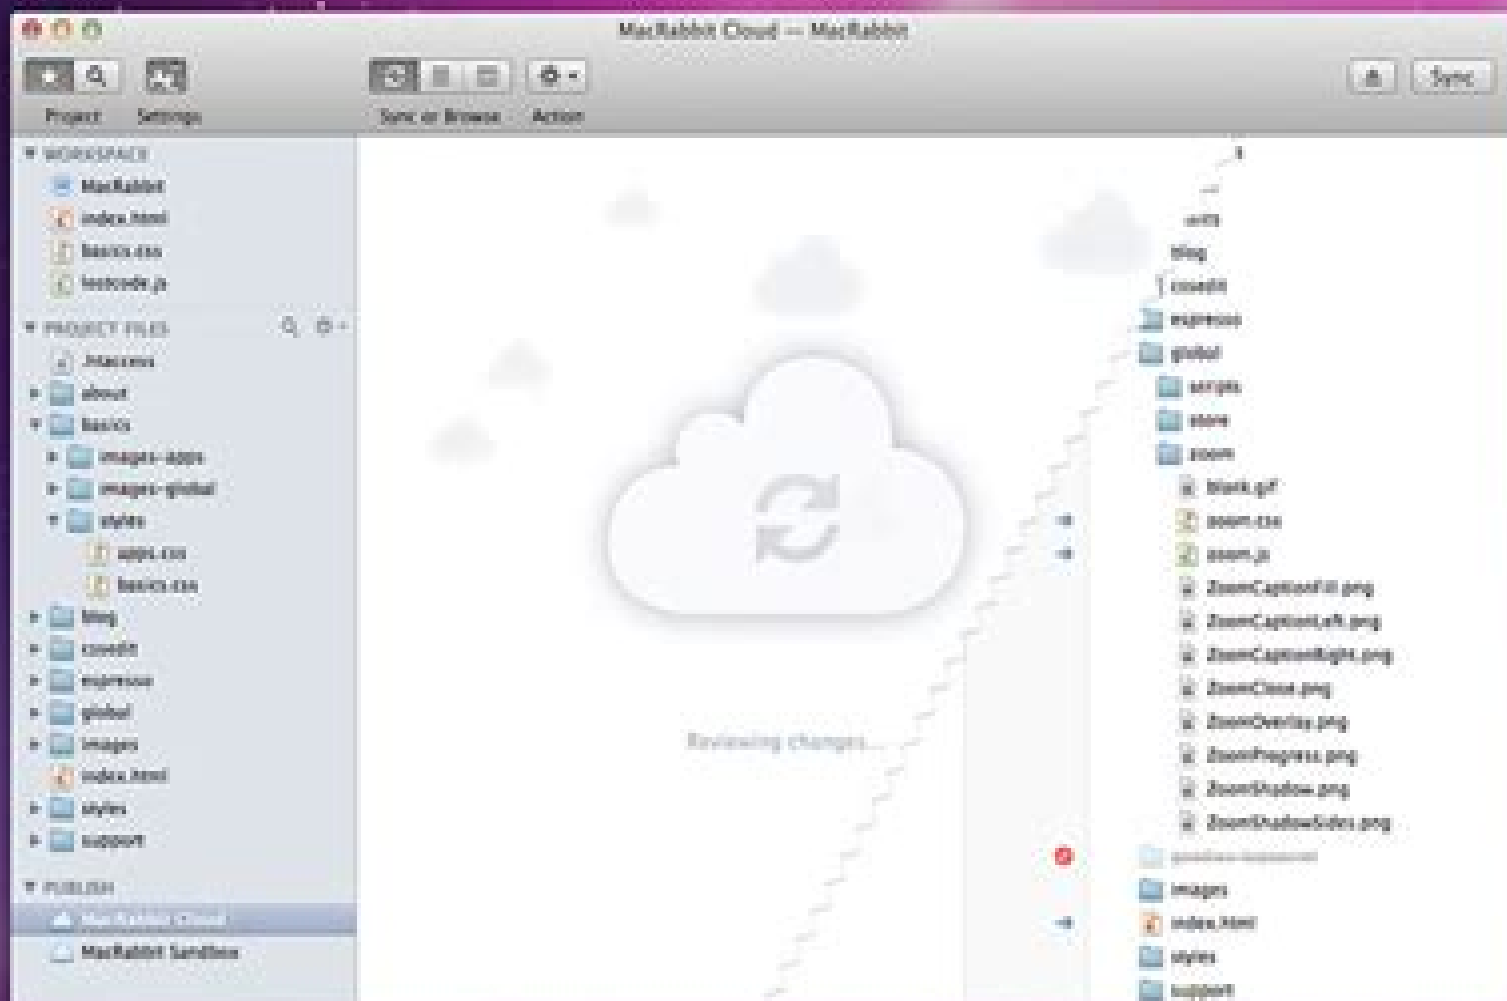 MacRabbit Cloud — MacRabbit
Project
Settings
Sync or Browse
Action
Sync
WORKSPACE
MacRabbit
index.html
basics.css
lostcode.js
PROJECT FILES
.htaccess
about
basics
images-apps
images-global
styles
apps.css
basics.css
blog
cssedit
espresso
global
images
index.html
styles
support
PUBLISH
MacRabbit Cloud
MacRabbit Sandbox
Reviewing changes...
blog
cssedit
espresso
global
scripts
store
zoom
blank.gif
zoom.css
zoom.js
ZoomCaptionFill.png
ZoomCaptionLeft.png
ZoomCaptionRight.png
ZoomClose.png
ZoomOverlay.png
ZoomProgress.png
ZoomShadow.png
ZoomShadowSides.png
images
index.html
styles
support